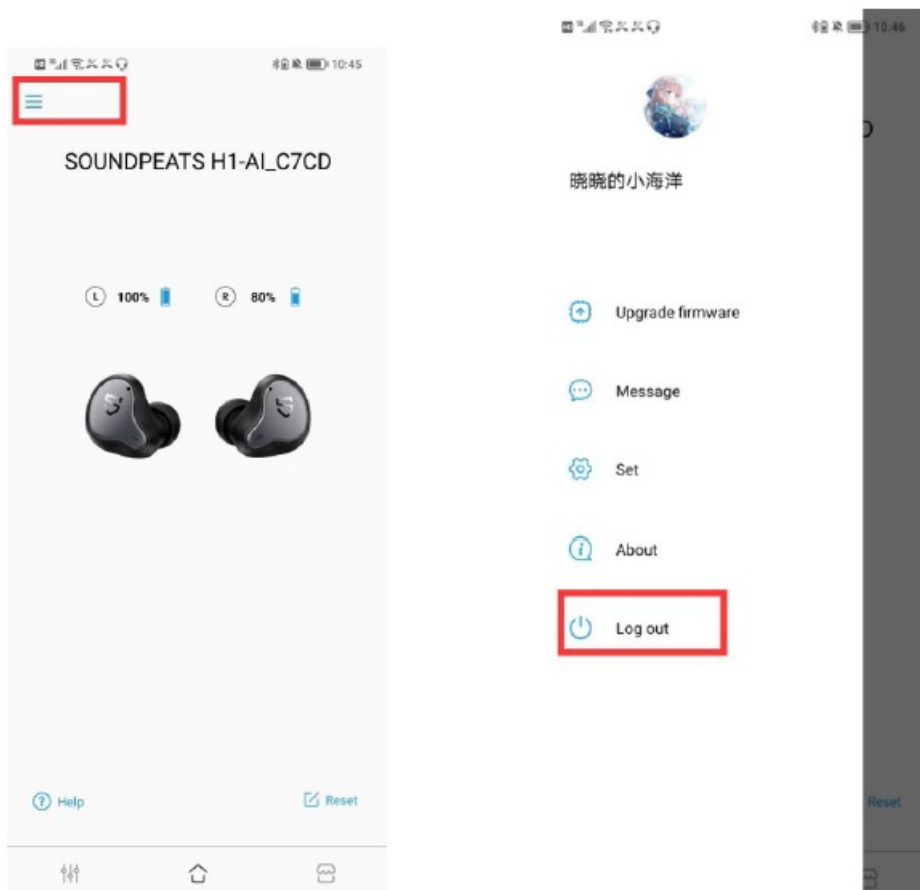 10:45
SOUNDPEATS H1-AI_C7CD
L 100% R 80%
Help
Reset
10:46
晓晓的小海洋
Upgrade firmware
Message
Set
About
Log out
Reset